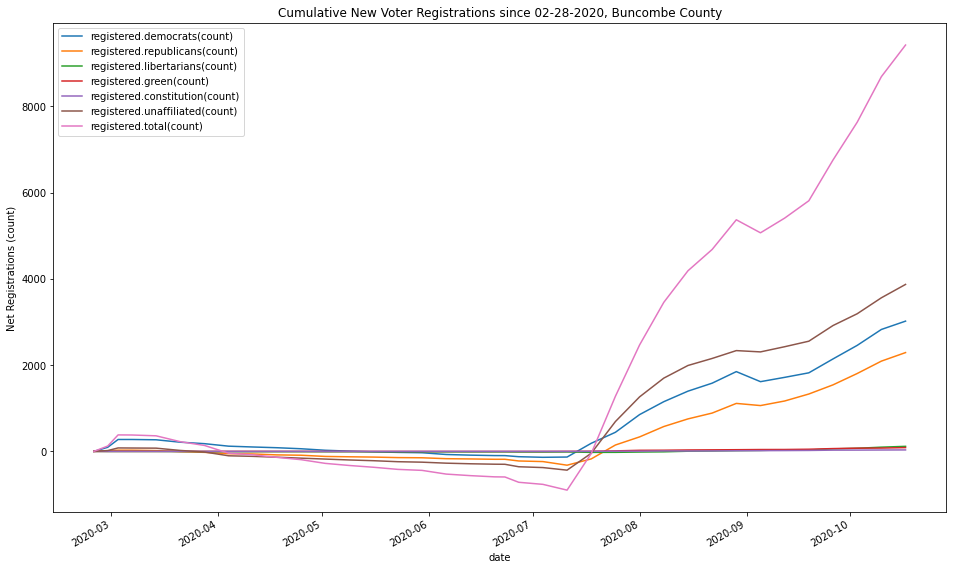 Cumulative New Voter Registrations since 02-28-2020, Buncombe County
registered.democrats(count)
registered.republicans(count)
registered.libertarians(count)
registered.green(count)
registered.constitution(count)
registered.unaffiliated(count)
registered.total(count)
Net Registrations (count)
8000
6000
4000
2000
0
2020-03
2020-04
2020-05
2020-06
2020-07
2020-08
2020-09
2020-10
date